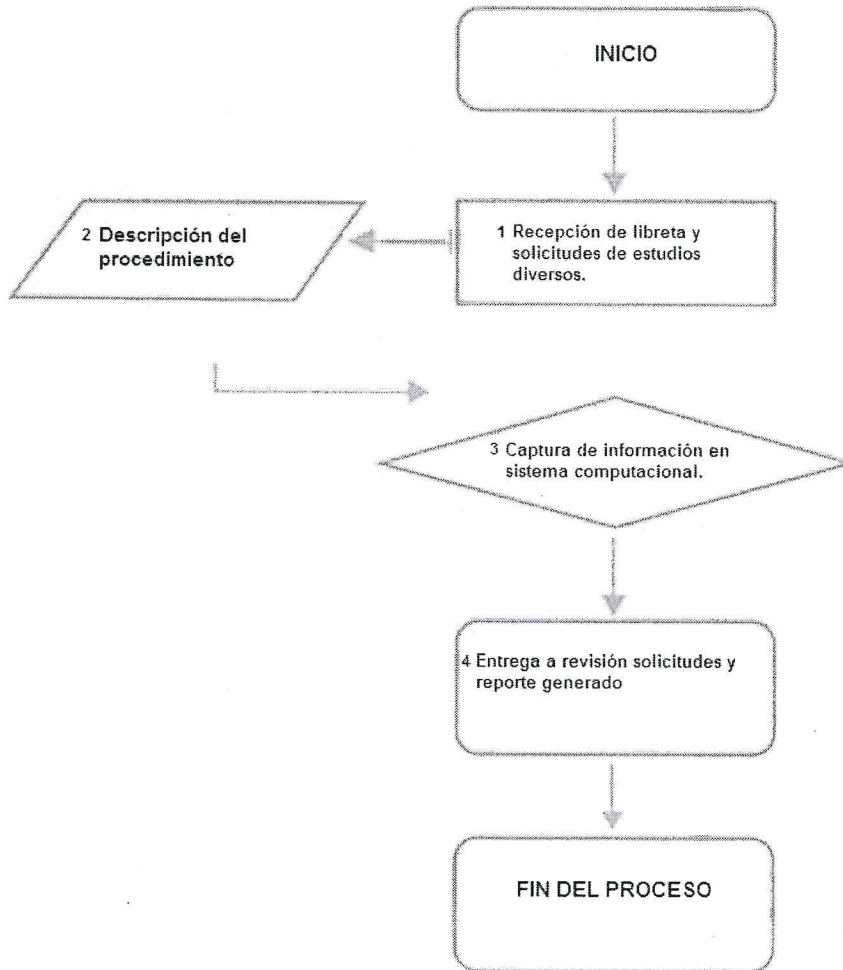 INICIO
1 Recepción de libreta y
solicitudes de estudios
diversos.
2 Descripción del
procedimiento
3 Captura de información en
sistema computacional.
4 Entrega a revisión solicitudes y
reporte generado
FIN DEL PROCESO